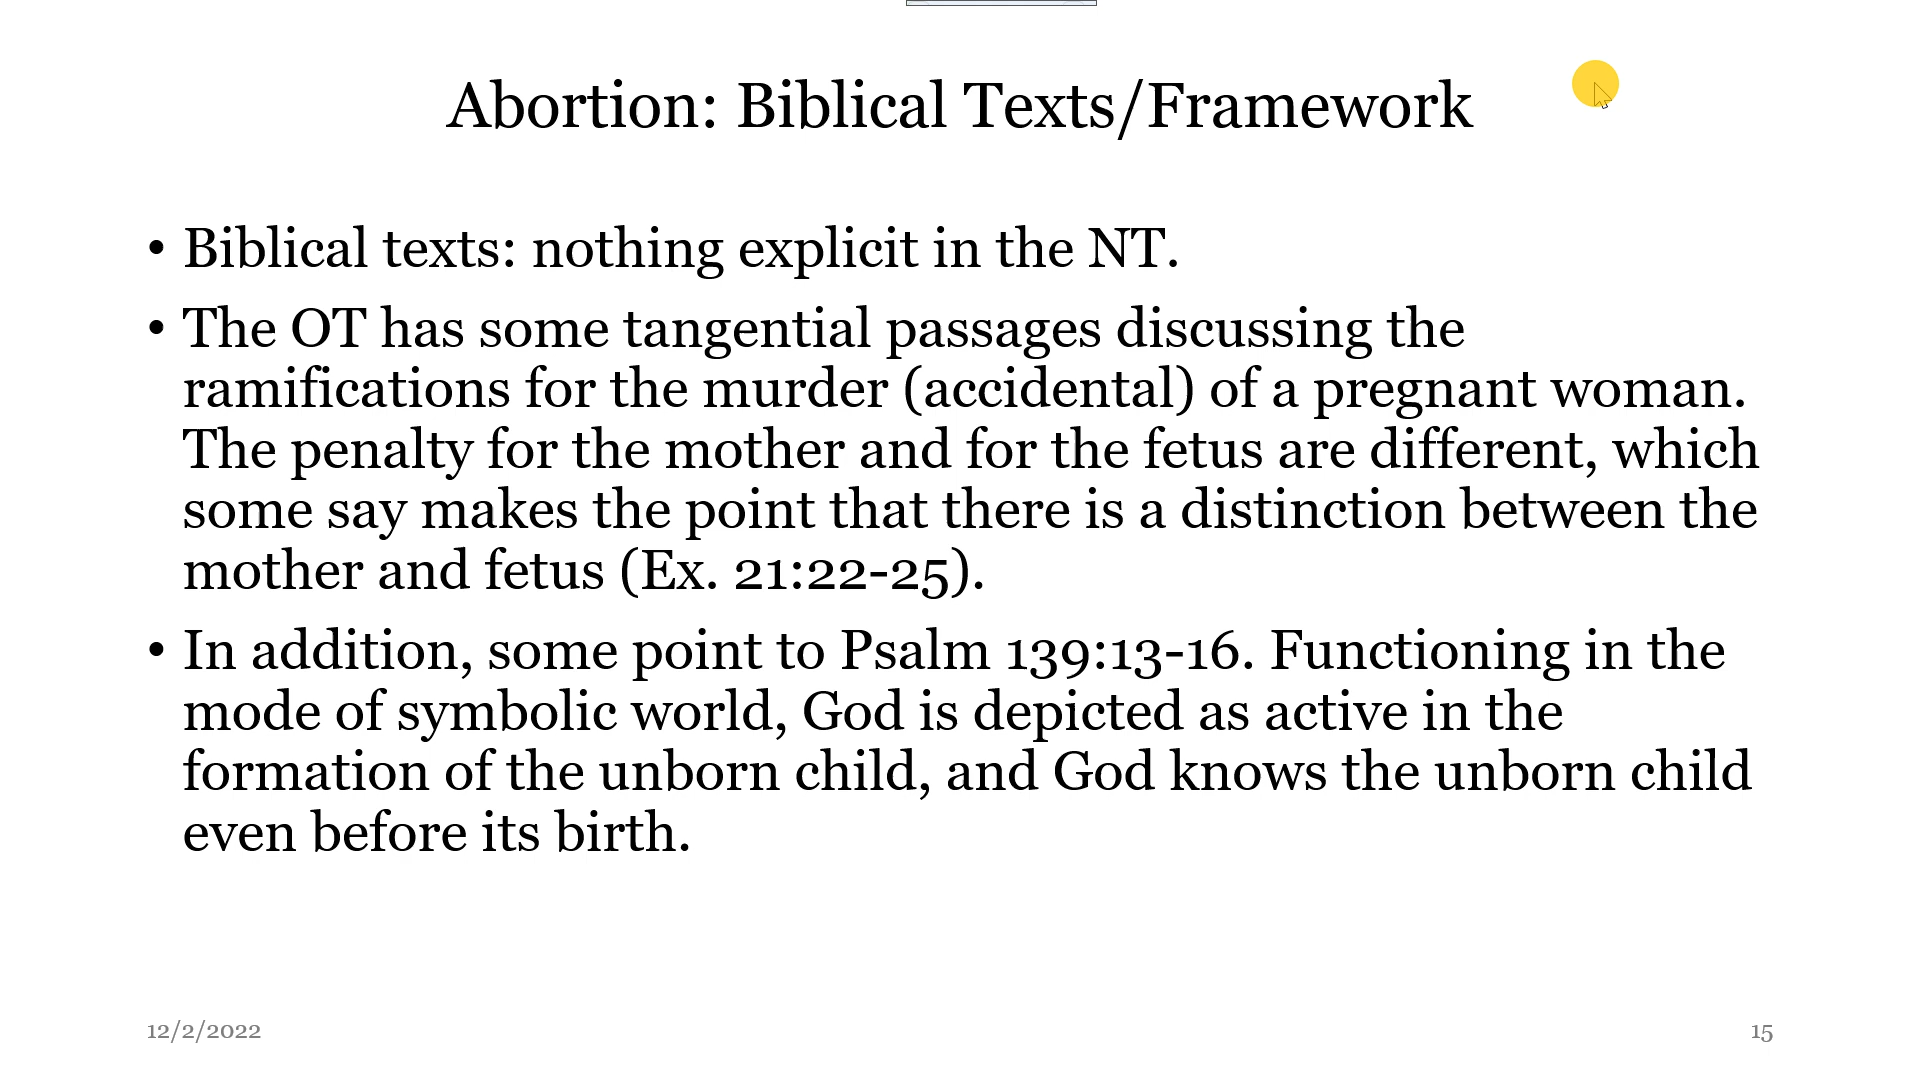 Abortion: Biblical Texts/Framework
• Biblical texts: nothing explicit in the NT.
• The OT has some tangential passages discussing the
ramifications for the murder (accidental) of a pregnant woman.
The penalty for the mother and for the fetus are different, which
some say makes the point that there is a distinction between the
mother and fetus (Ex. 21:22-25).
• In addition, some point to Psalm 139:13-16. Functioning in the
mode of symbolic world, God is depicted as active in the
formation of the unborn child, and God knows the unborn child
even before its birth.
12/2/2022
15